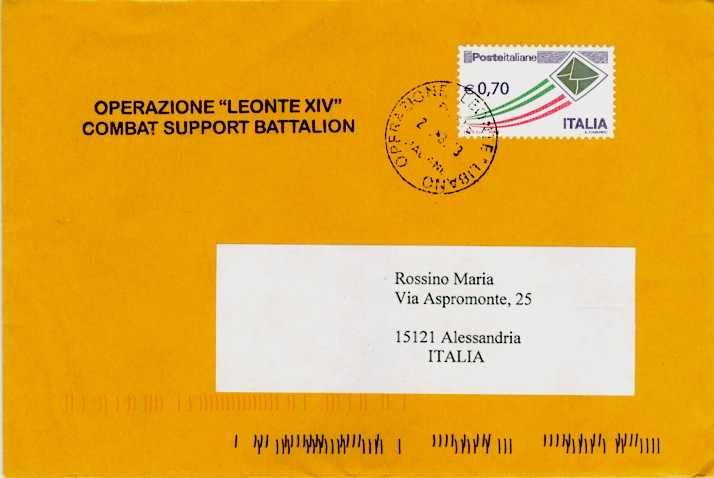 Posteitaliane
€ 0,70
ITALIA
OPERAZIONE “LEONTE XIV”
COMBAT SUPPORT BATTALION
OPERAZIONE "LEONTE" LIBANO
Rossino Maria
Via Aspromonte, 25
15121 Alessandria
ITALIA